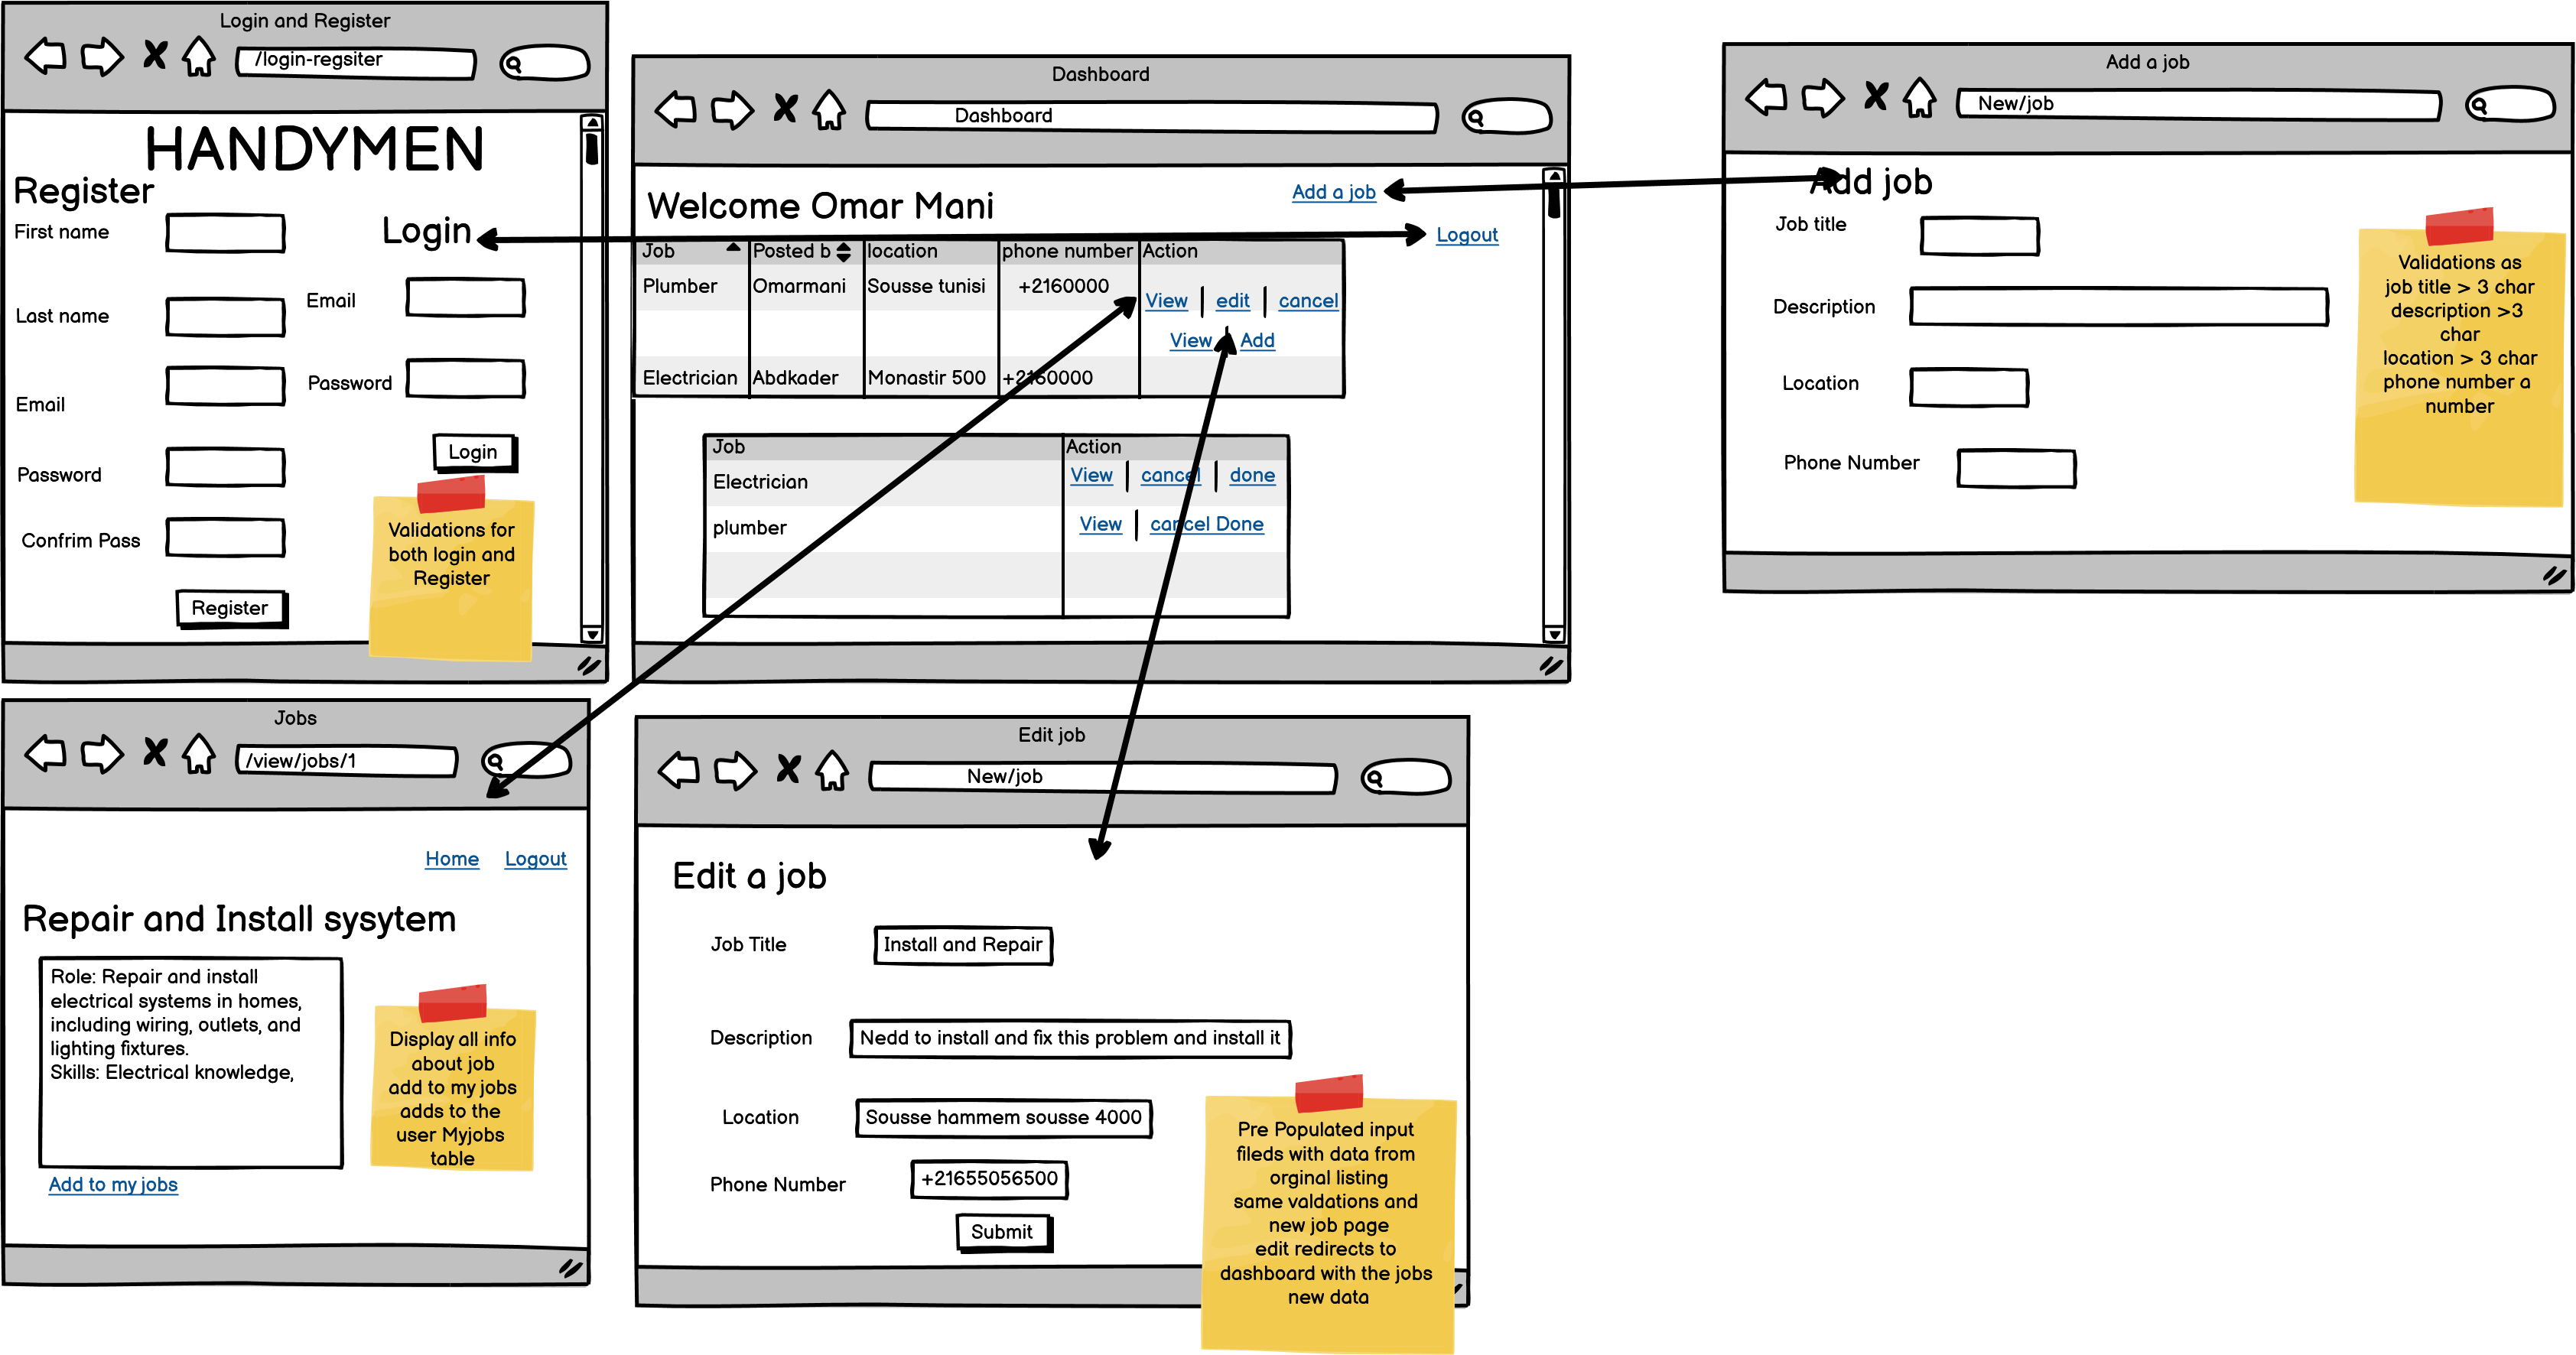 Login and Register
/login-regsiter
HANDYMEN
Register
Login
First name
Last name
Email
Password
Confrim Pass
Register
Email
Password
Login
Validations for
both login and
Register
Dashboard
Dashboard
Welcome Omar Mani
Add a job
Logout
Job Posted b location phone number Action
Plumber Omarmani Sousse tunisi +2160000 View edit cancel
View Add
Electrician Abdkader Monastir 500 +2160000
Job Action
Electrician View cancel done
plumber View cancel Done
Add a job
New/job
Add job
Job title
Description
Location
Phone Number
Validations as
job title > 3 char
description >3
char
location > 3 char
phone number a
number
Jobs
/view/jobs/1
Home Logout
Repair and Install sysytem
Role: Repair and install
electrical systems in homes,
including wiring, outlets, and
lighting fixtures.
Skills: Electrical knowledge,
Add to my jobs
Display all info
about job
add to my jobs
adds to the
user Myjobs
table
Edit job
New/job
Edit a job
Job Title Install and Repair
Description Nedd to install and fix this problem and install it
Location Sousse hammem sousse 4000
Phone Number +21655056500
Submit
Pre Populated input
fileds with data from
orginal listing
same valdations and
new job page
edit redirects to
dashboard with the jobs
new data